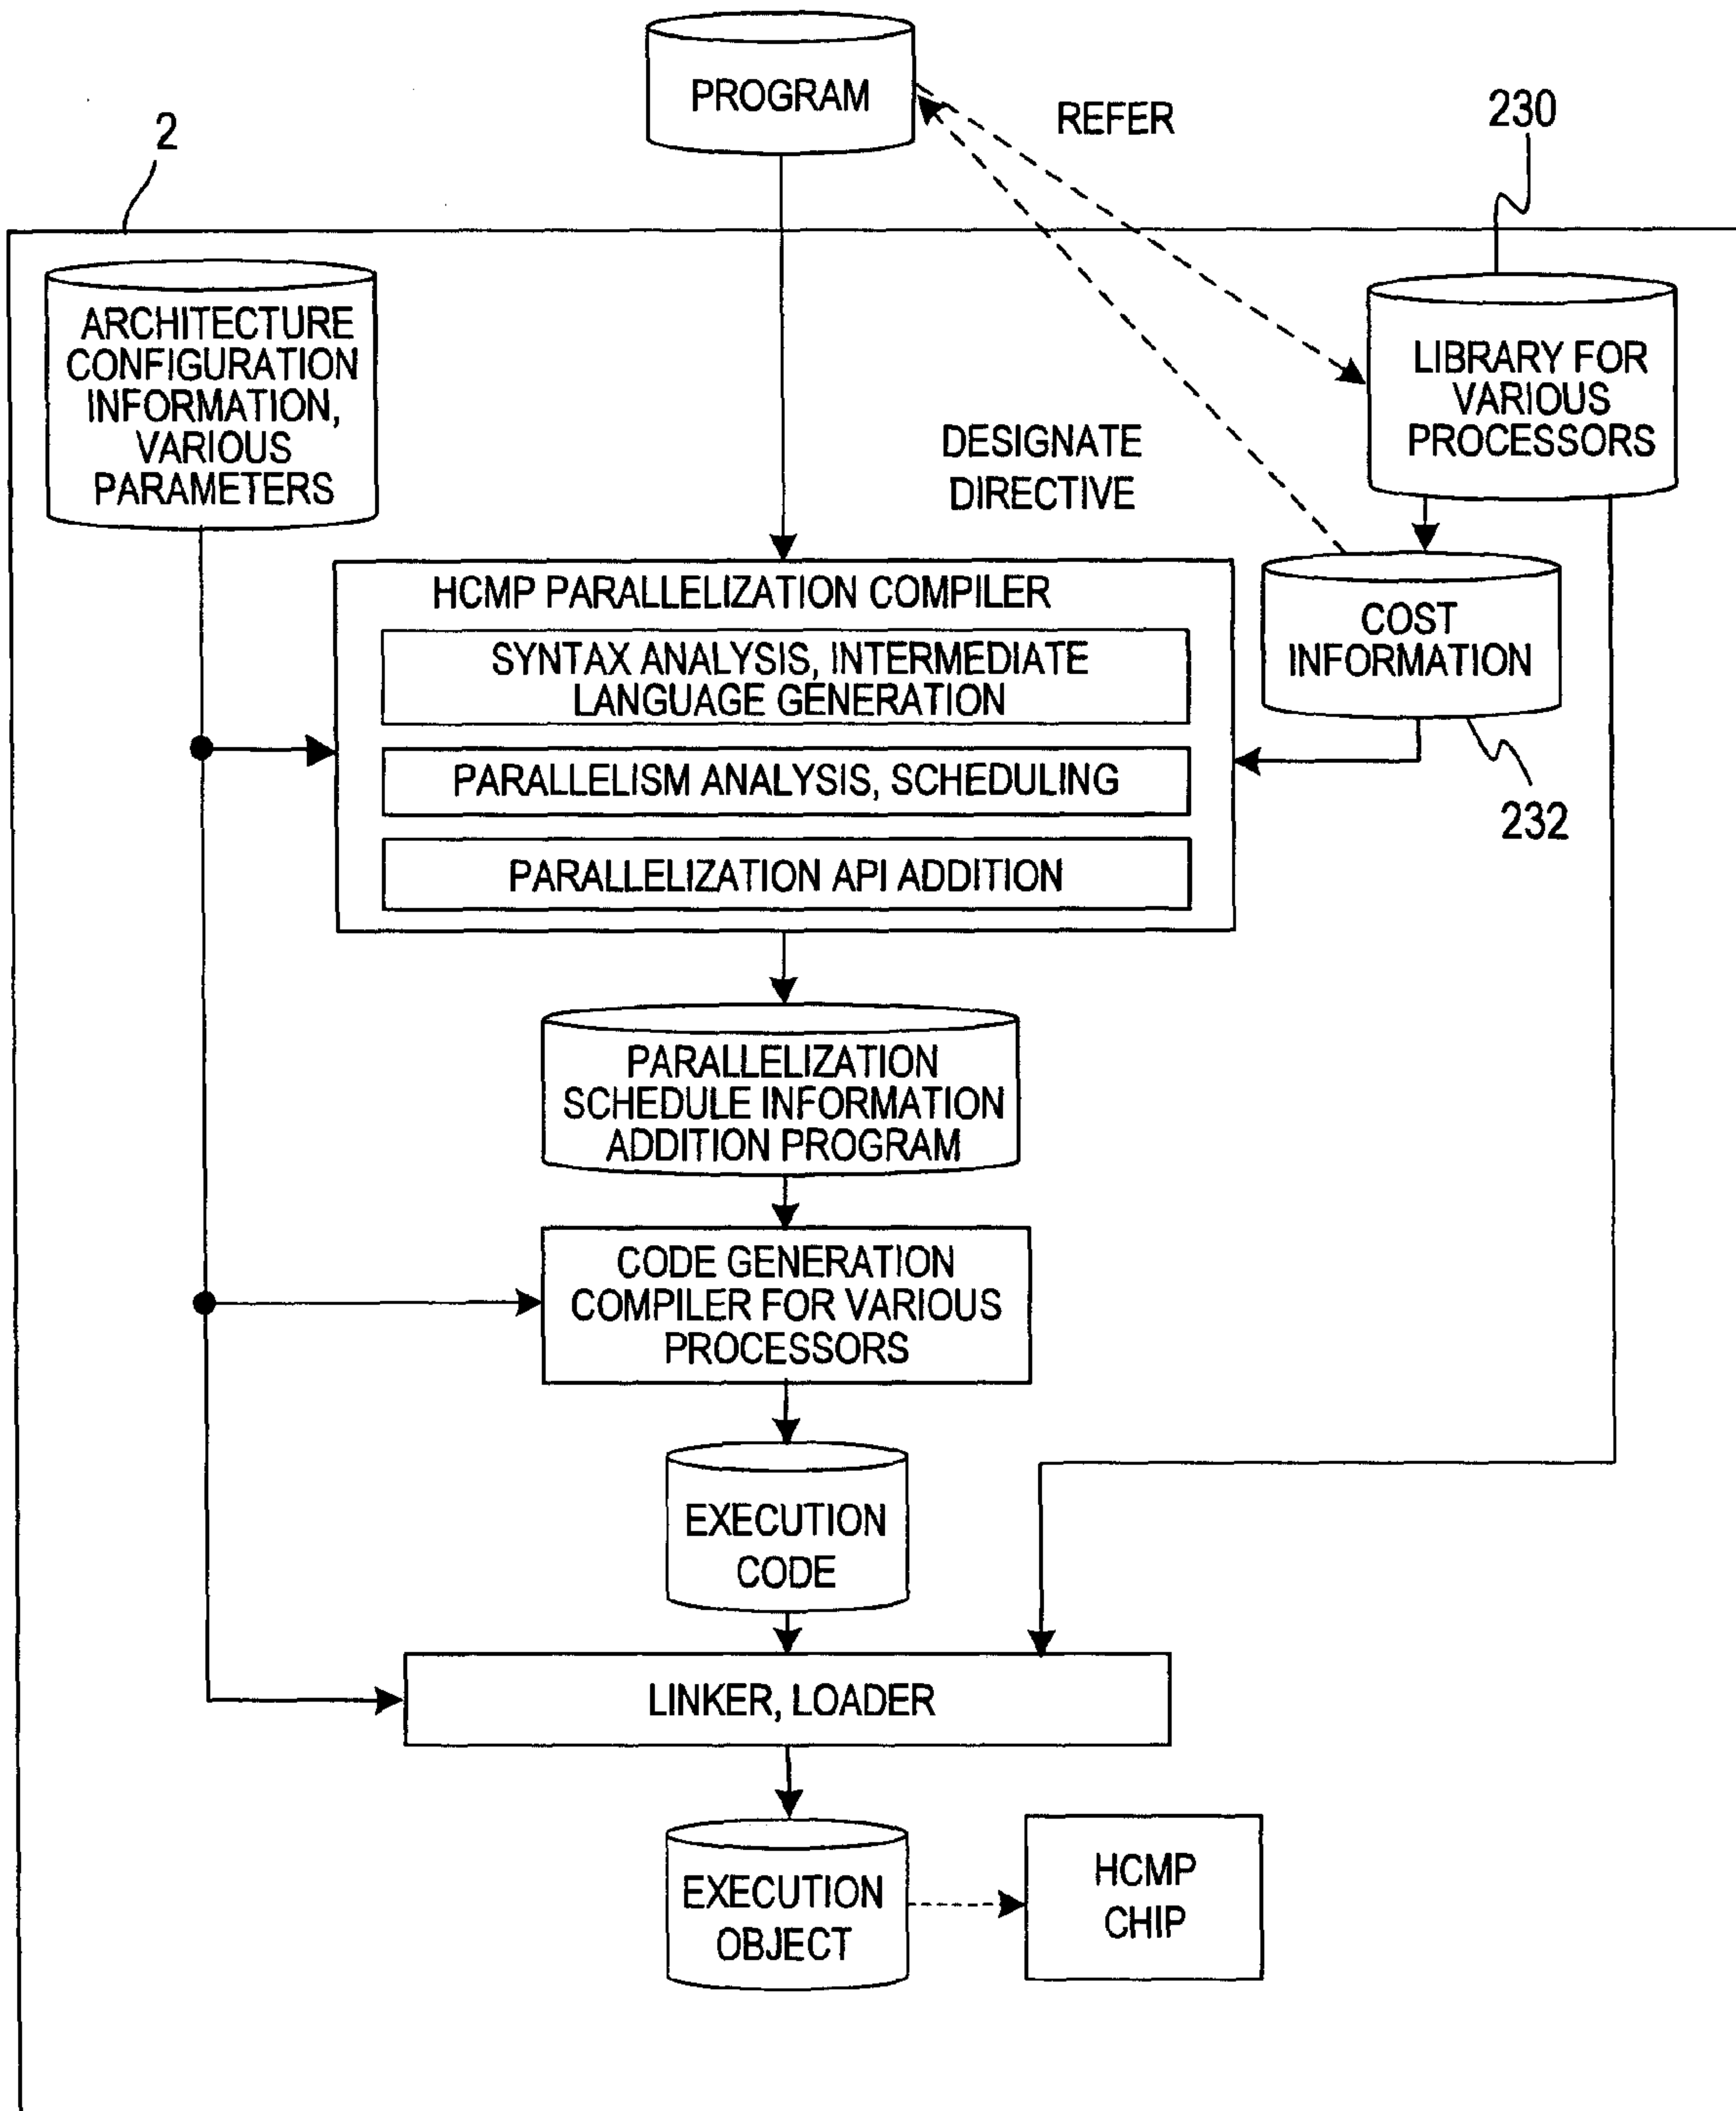 PROGRAM
REFER
230
2
ARCHITECTURE
CONFIGURATION
INFORMATION,
VARIOUS
PARAMETERS
LIBRARY FOR
VARIOUS
PROCESSORS
DESIGNATE
DIRECTIVE
HCMP PARALLELIZATION COMPILER
SYNTAX ANALYSIS, INTERMEDIATE
LANGUAGE GENERATION
PARALLELISM ANALYSIS, SCHEDULING
PARALLELIZATION API ADDITION
COST
INFORMATION
232
PARALLELIZATION
SCHEDULE INFORMATION
ADDITION PROGRAM
CODE GENERATION
COMPILER FOR VARIOUS
PROCESSORS
EXECUTION
CODE
LINKER, LOADER
EXECUTION
OBJECT
HCMP
CHIP